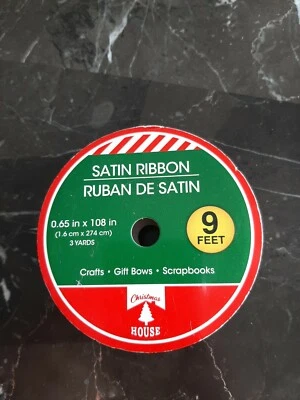 SATIN RIBBON
RUBAN DE SATIN
0.65 in x 108 in
(1.6 cm x 274 cm)
3 YARDS
9
FEET
Crafts • Gift Bows • Scrapbooks
Christmas
HOUSE